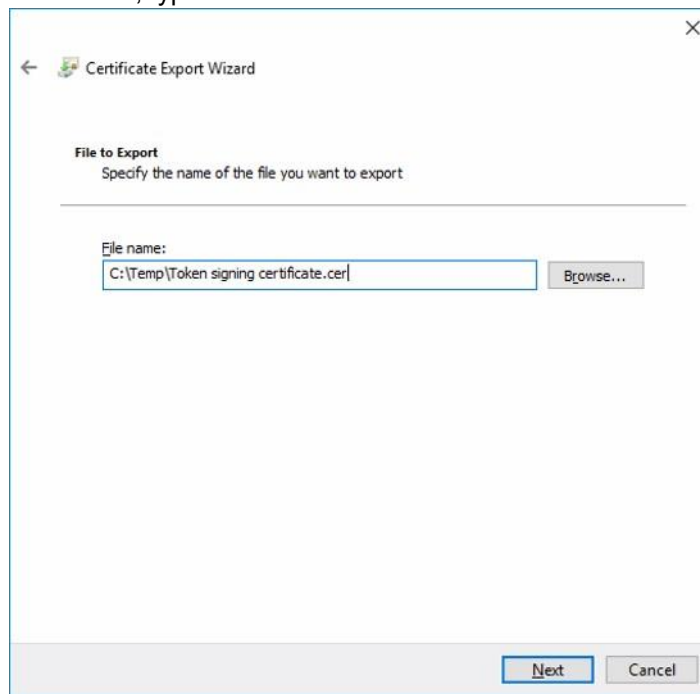 Certificate Export Wizard
File to Export
Specify the name of the file you want to export
File name:
C:\Temp\Token signing certificate.cer
Browse...
Next
Cancel